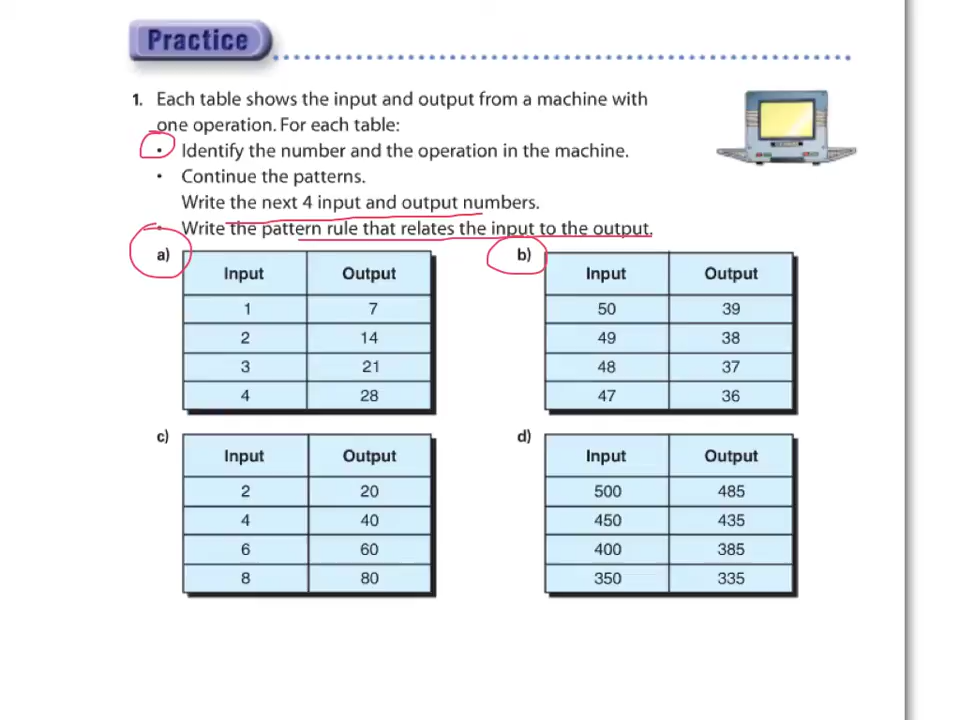 Practice
1. Each table shows the input and output from a machine with
one operation. For each table:
• Identify the number and the operation in the machine.
• Continue the patterns.
Write the next 4 input and output numbers.
• Write the pattern rule that relates the input to the output.
a)
Input Output
1 7
2 14
3 21
4 28
b)
Input Output
50 39
49 38
48 37
47 36
c)
Input Output
2 20
4 40
6 60
8 80
d)
Input Output
500 485
450 435
400 385
350 335